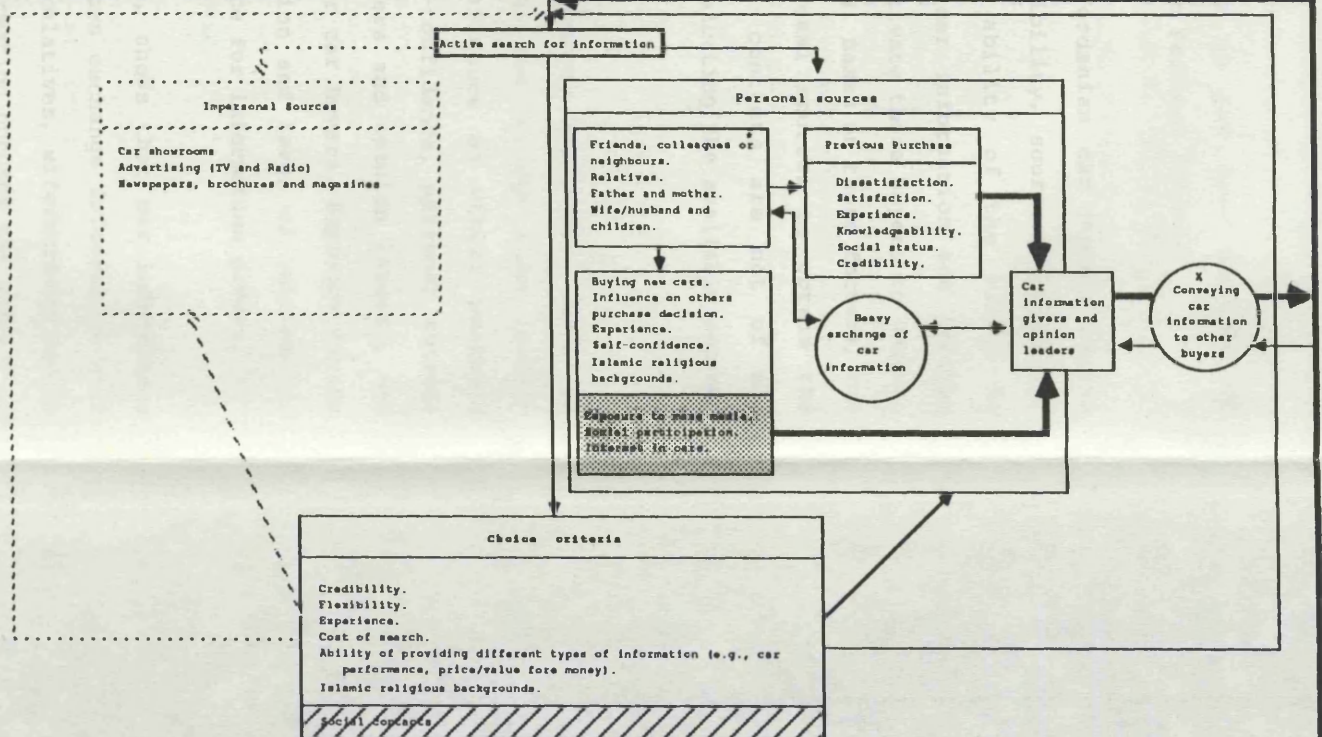 Active search for information
Impersonal Sources
Car showrooms
Advertising (TV and Radio)
Newspapers, brochures and magazines
Personal sources
Friends, colleagues or*
neighbours.
Relatives.
Father and mother.
Wife/husband and
children.
Previous Purchase
Dissatisfaction.
Satisfaction.
Experience.
Knowledgeability.
Social status.
Credibility.
Buying new cars.
Influence on others
purchase decision.
Experience.
Self-confidence.
Islamic religious
backgrounds.
Exposure to mass media.
Social participation.
Interest in cars.
Heavy
exchange of
car
information
Car
information
givers and
opinion
leaders
X
Conveying
car
information
to other
buyers
Choice criteria
Credibility.
Flexibility.
Experience.
Cost of search.
Ability of providing different types of information (e.g., car
performance, price/value fore money).
Islamic religious backgrounds.
Social concepts